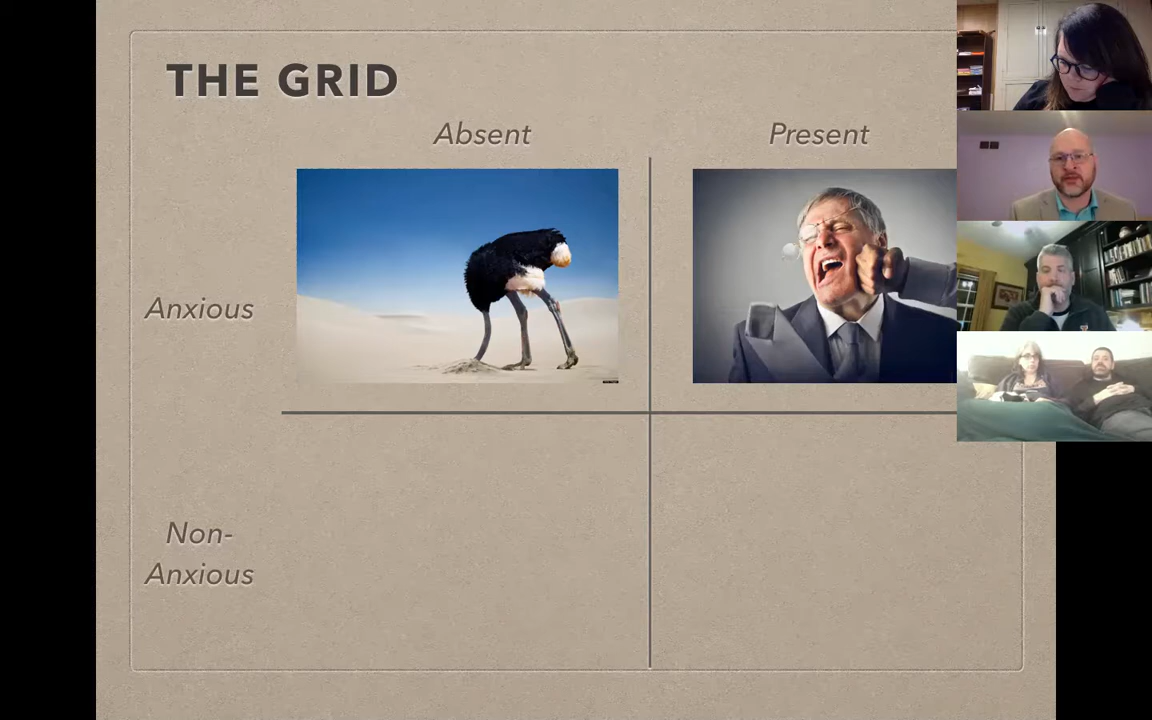 THE GRID
Absent
Present
Anxious
Non-
Anxious